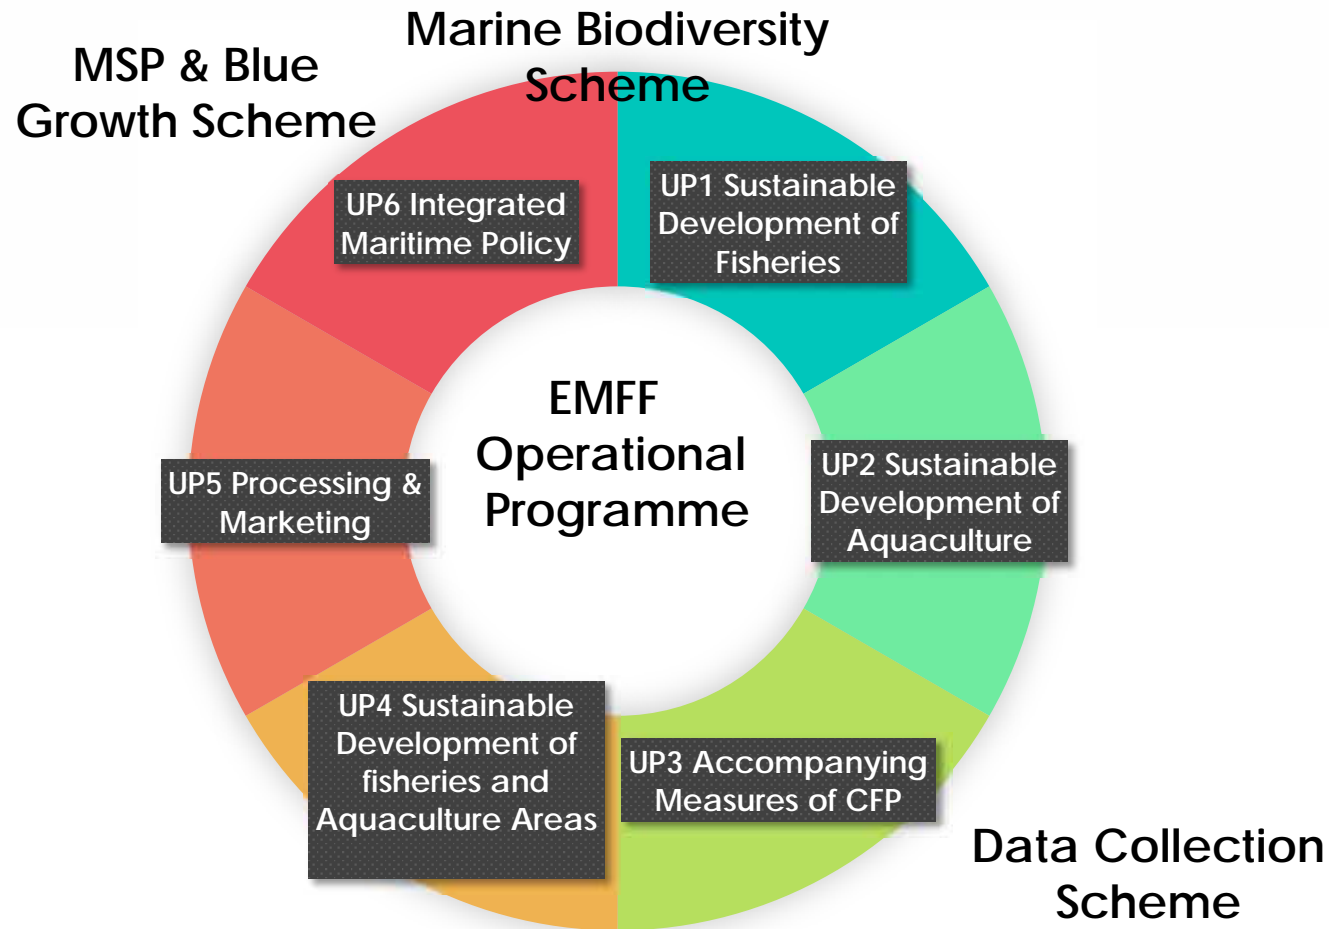 Marine Biodiversity
Scheme
MSP & Blue
Growth Scheme
UP6 Integrated
Maritime Policy
UP1 Sustainable
Development of
Fisheries
EMFF
Operational
Programme
UP5 Processing &
Marketing
UP2 Sustainable
Development of
Aquaculture
UP4 Sustainable
Development of
fisheries and
Aquaculture Areas
UP3 Accompanying
Measures of CFP
Data Collection
Scheme